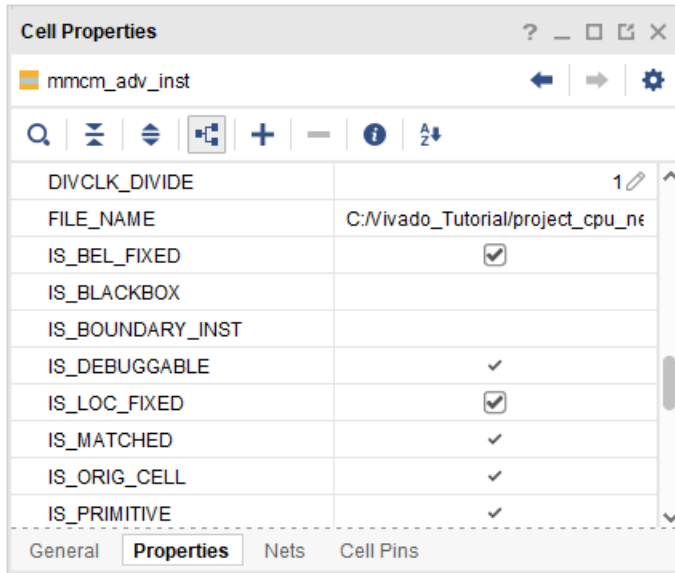 Cell Properties
mmcm_adv_inst
DIVCLK_DIVIDE 1
FILE_NAME C:/Vivado_Tutorial/project_cpu_ne
IS_BEL_FIXED
IS_BLACKBOX
IS_BOUNDARY_INST
IS_DEBUGGABLE
IS_LOC_FIXED
IS_MATCHED
IS_ORIG_CELL
IS_PRIMITIVE
General Properties Nets Cell Pins